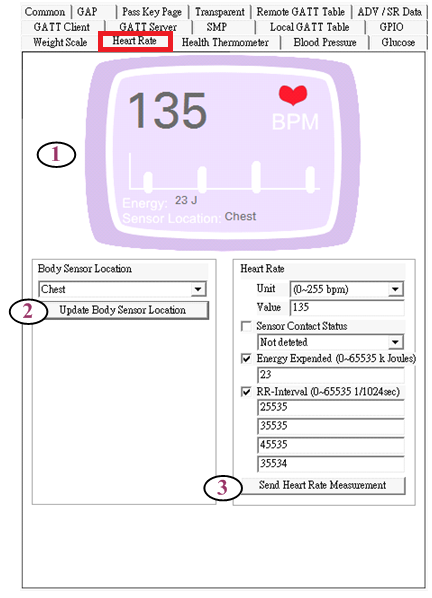 Common GAP Pass Key Page Transparent Remote GATT Table ADV / SR Data
GATT Client GATT Server SMP Local GATT Table GPIO
Weight Scale Heart Rate Health Thermometer Blood Pressure Glucose
135
BPM
1
Energy: 23 J
Sensor Location: Chest
Body Sensor Location
Chest
2 Update Body Sensor Location
Heart Rate
Unit (0~255 bpm)
Value 135
Sensor Contact Status
Not deteted
Energy Expended (0~65535 k Joules)
23
RR-Interval (0~65535 1/1024sec)
25535
35535
45535
35534
3 Send Heart Rate Measurement